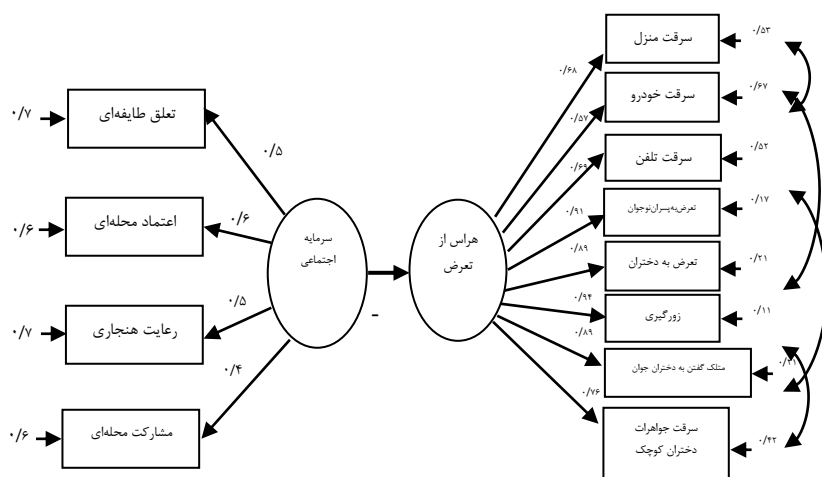 سرقت منزل
۰/۵۳
۰/۶۸
سرقت خودرو
۰/۶۷
۰/۵۷
سرقت تلفن
۰/۵۲
۰/۶۹
تعرض‌به‌پسران‌نوجوان
۰/۱۷
۰/۹۱
تعرض به دختران
۰/۲۱
۰/۸۹
زورگیری
۰/۱۱
۰/۹۴
متلک گفتن به دختران جوان
۰/۸۹
سرقت جواهرات
دختران کوچک
۰/۴۲
۰/۷۶
هراس از
تعرض
سرمایه
اجتماعی
-
تعلق طایفه‌ای
۰/۷
۰/۵
اعتماد محله‌ای
۰/۶
۰/۶
رعایت هنجاری
۰/۷
۰/۵
مشارکت محله‌ای
۰/۶
۰/۴